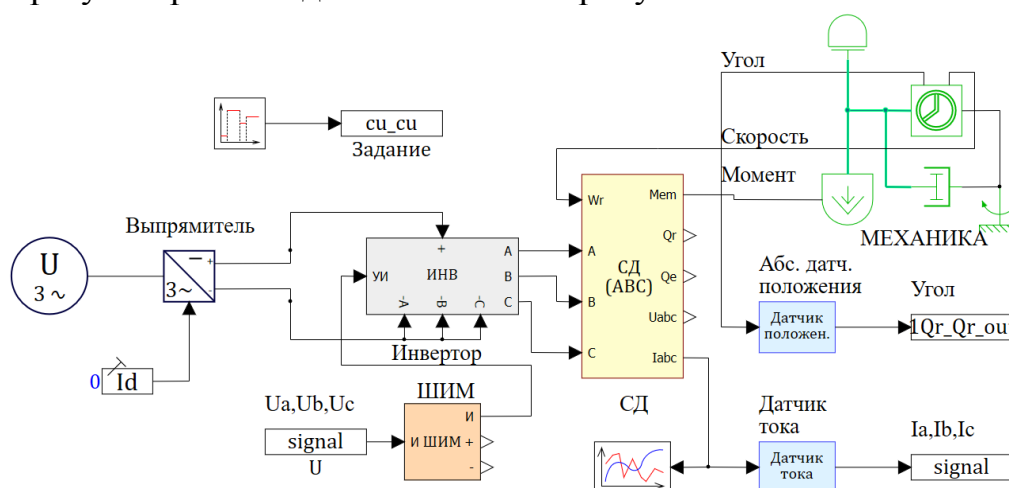 Угол
cu_cu
Задание
Скорость
Момент
Выпрямитель
U
3 ~
3~
0
Id
+
УИ
ИНВ
-A
-B
-C
A
B
C
Инвертор
Wr
A
B
C
СД
(ABC)
Mem
Qr
Qe
Uabc
Iabc
СД
МЕХАНИКА
Абс. датч.
положения
Датчик
положен.
Угол
1Qr_Qr_out
Ua,Ub,Uc
signal
U
ШИМ
И
И ШИМ +
-
Датчик
тока
Датчик
тока
Ia,Ib,Ic
signal